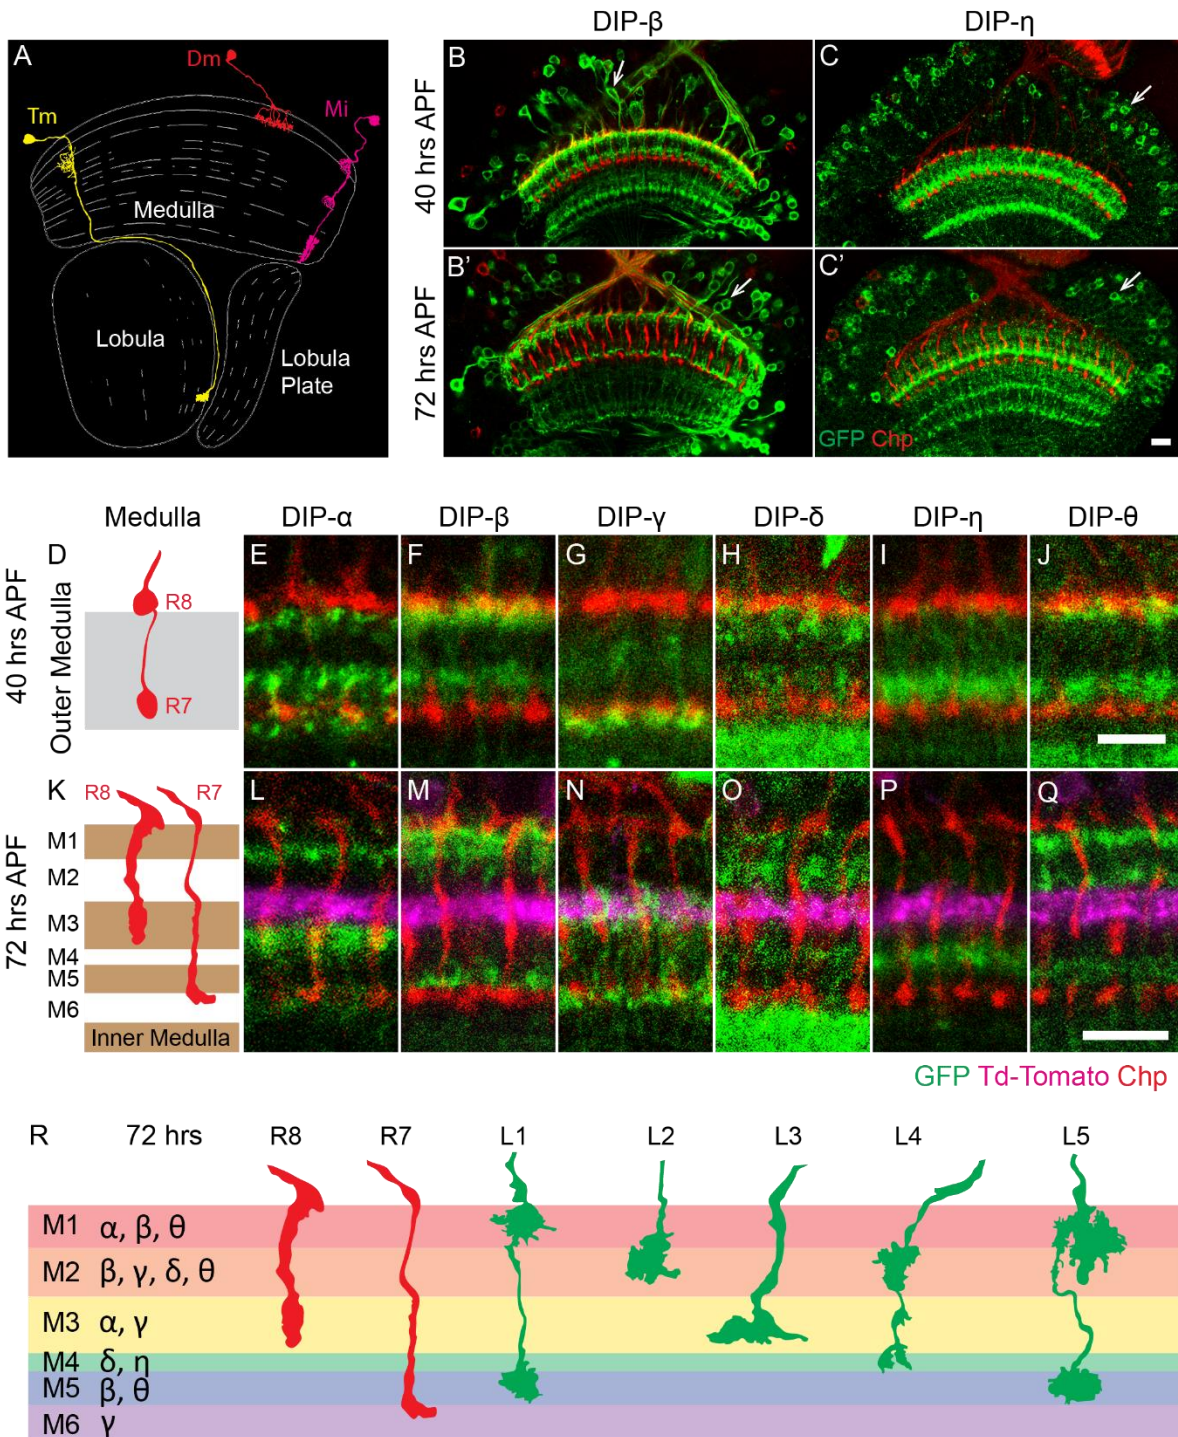 DIP-β
DIP-η
A
Dm
Mi
Tm
Medulla
Lobula
Lobula
Plate
40 hrs APF
B
C
72 hrs APF
B’
C’
GFP Chp
Medulla
DIP-α
DIP-β
DIP-γ
DIP-δ
DIP-η
DIP-θ
40 hrs APF
Outer Medulla
D
R8
R7
E
F
G
H
I
J
72 hrs APF
K
R8
R7
M1
M2
M3
M4
M5
M6
Inner Medulla
L
M
N
O
P
Q
GFP Td-Tomato Chp
R
72 hrs
R8
R7
L1
L2
L3
L4
L5
M1 α, β, θ
M2 β, γ, δ, θ
M3 α, γ
M4 δ, η
M5 β, θ
M6 γ